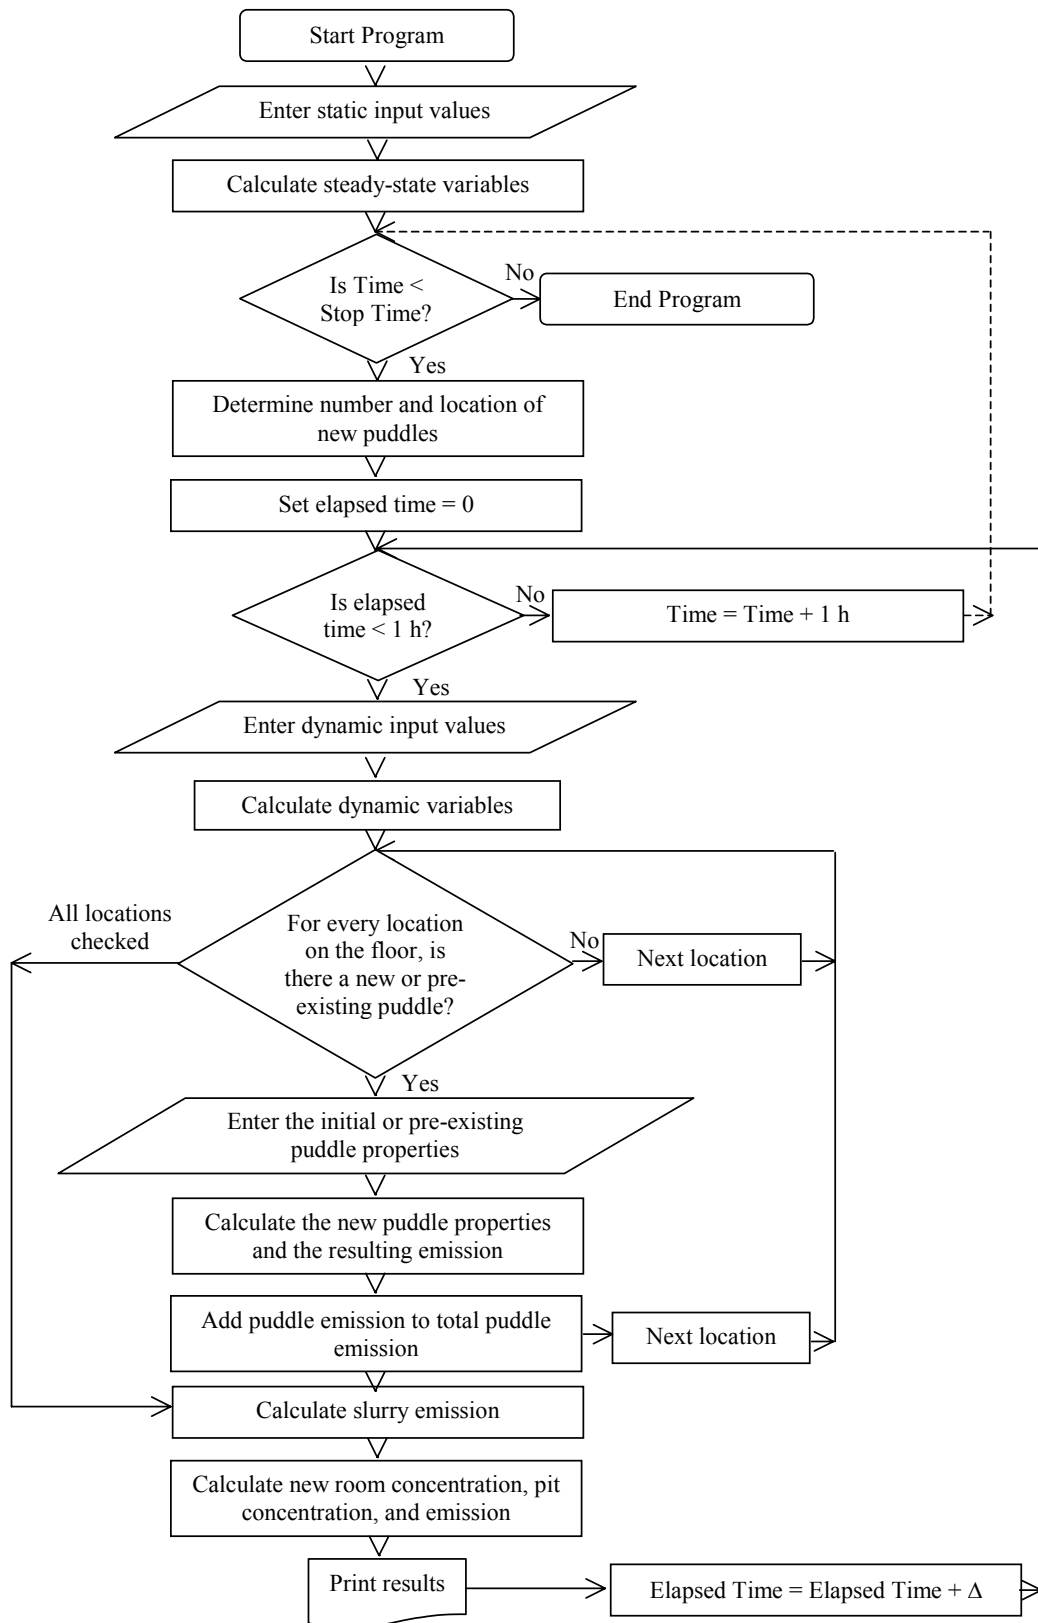 Start Program
Enter static input values
Calculate steady-state variables
Is Time <
Stop Time?
No
End Program
Yes
Determine number and location of
new puddles
Set elapsed time = 0
Is elapsed
time < 1 h?
No
Time = Time + 1 h
Yes
Enter dynamic input values
Calculate dynamic variables
All locations
checked
For every location
on the floor, is
there a new or pre-
existing puddle?
No
Next location
Yes
Enter the initial or pre-existing
puddle properties
Calculate the new puddle properties
and the resulting emission
Add puddle emission to total puddle
emission
Next location
Calculate slurry emission
Calculate new room concentration, pit
concentration, and emission
Print results
Elapsed Time = Elapsed Time + Δ